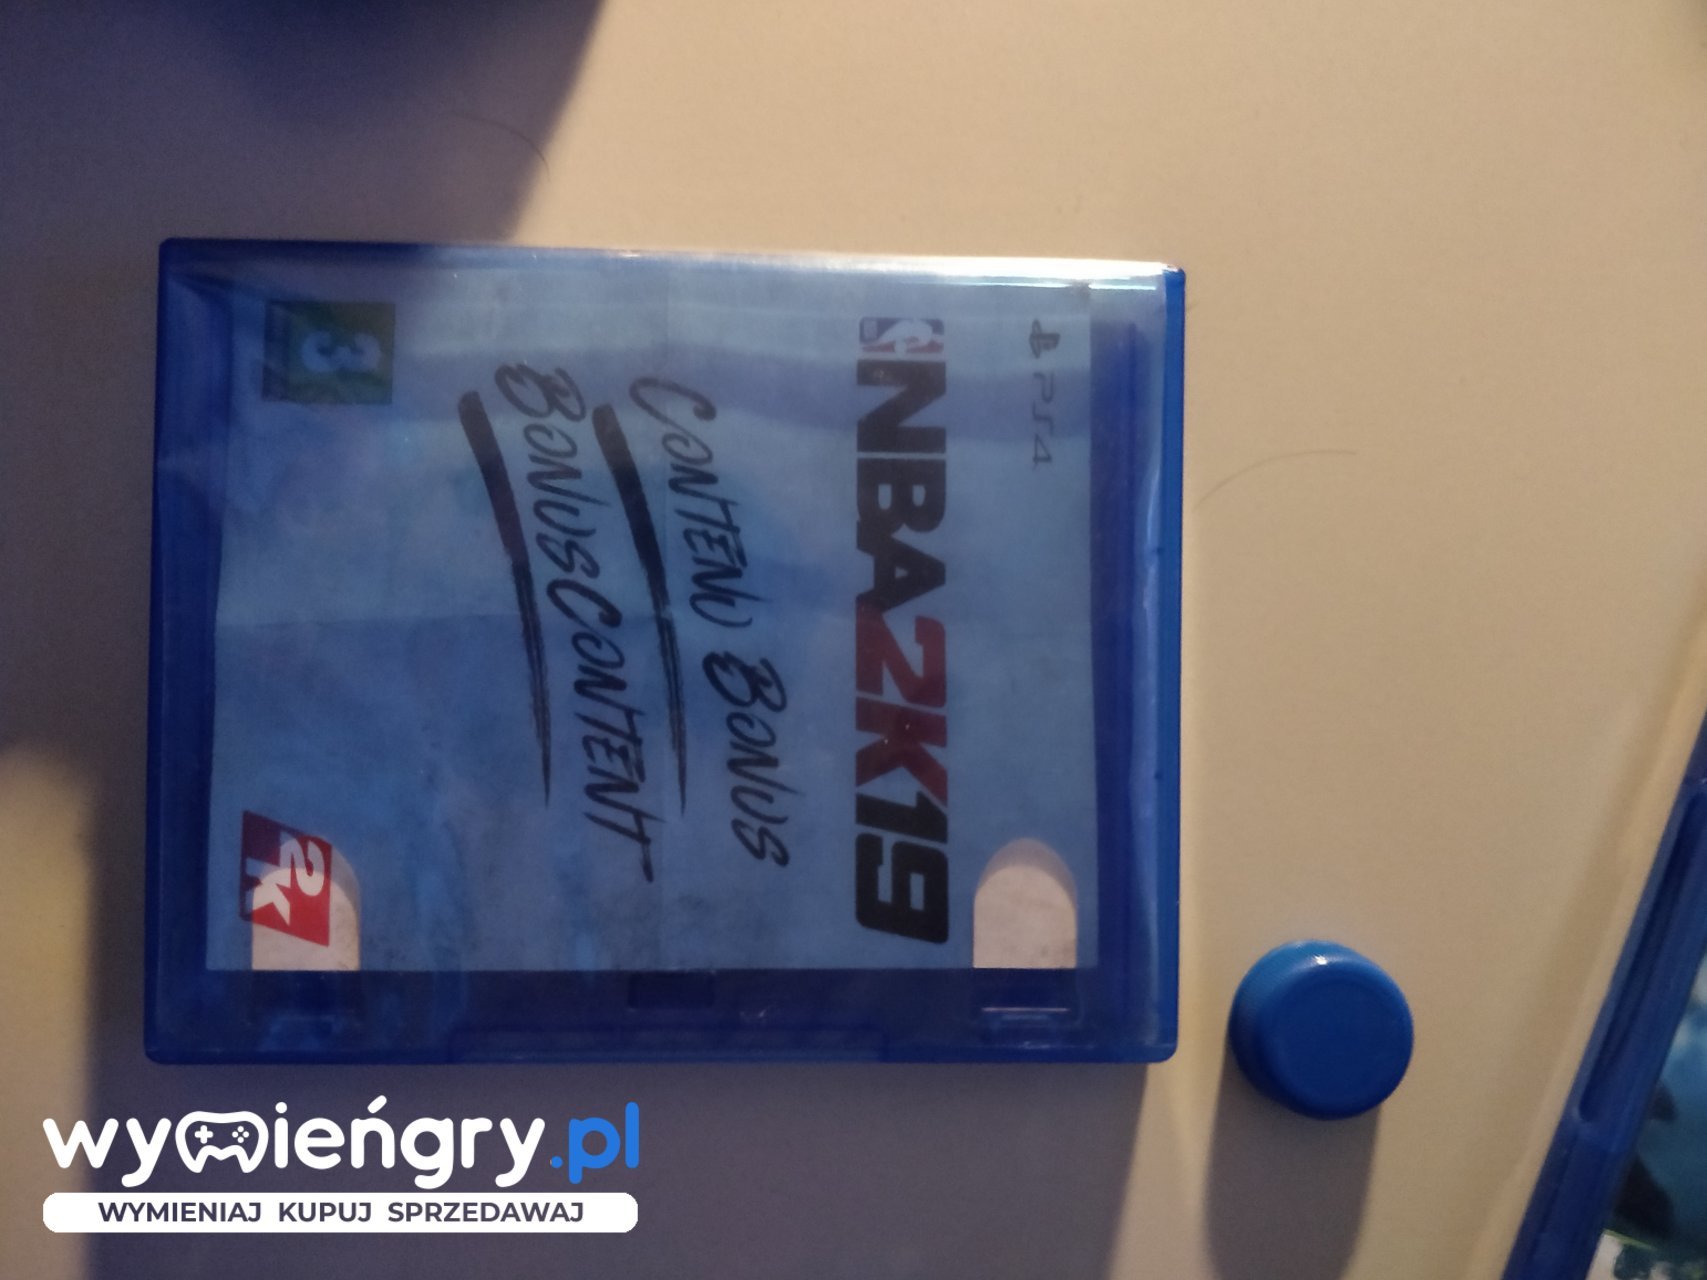 PS4
NBA2K19
CONTENU BONUS
BONUS CONTENT
3
2K
wymieńgry.pl
WYMIENIAJ KUPUJ SPRZEDAWAJ